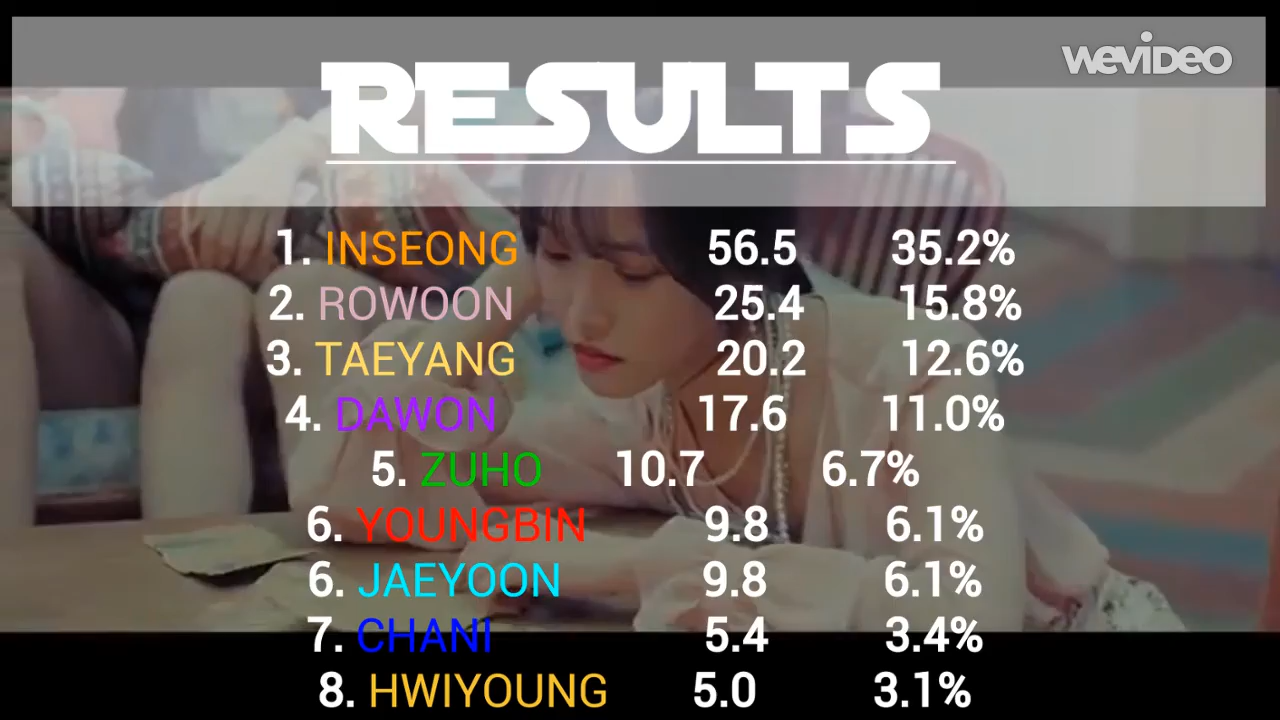 WEVIDEO
RESULTS
1. INSEONG 56.5 35.2%
2. ROWOON 25.4 15.8%
3. TAEYANG 20.2 12.6%
4. DAWON 17.6 11.0%
5. ZUHO 10.7 6.7%
6. YOUNGBIN 9.8 6.1%
6. JAEYOON 9.8 6.1%
7. CHANI 5.4 3.4%
8. HWIYOUNG 5.0 3.1%